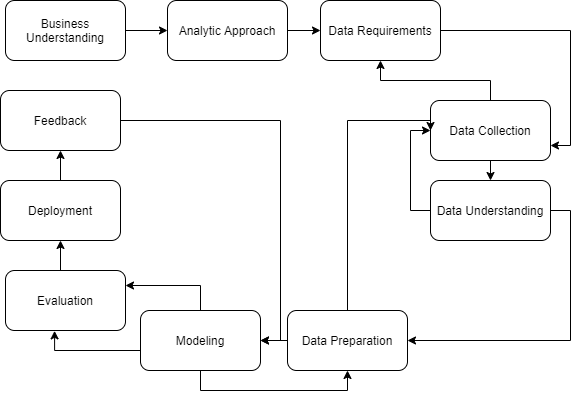 Business
Understanding
Analytic Approach
Data Requirements
Feedback
Data Collection
Deployment
Data Understanding
Evaluation
Modeling
Data Preparation